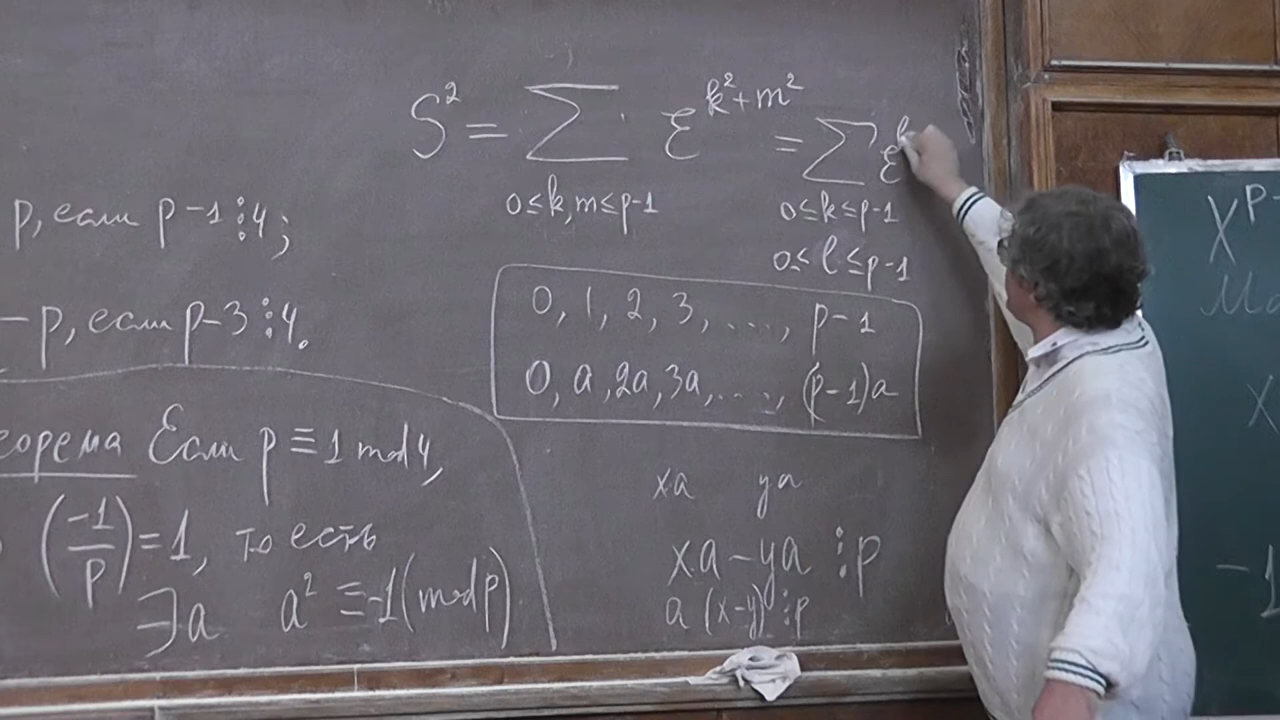 S² = ∑ ε^{k²+m²} = ∑ ε
0≤k,m≤p-1
0≤k≤p-1
0≤l≤p-1
p, если p-1⋮4;
-p, если p-3⋮4.
0, 1, 2, 3, ...., p-1
0, a, 2a, 3a, ...., (p-1)a
еорема Если p≡1 mod 4,
(-1/p)=1, то есть
∃a a²≡-1(mod p)
xa ya
xa-ya ⋮p
a(x-y)⋮p
x^{p-
x
-1